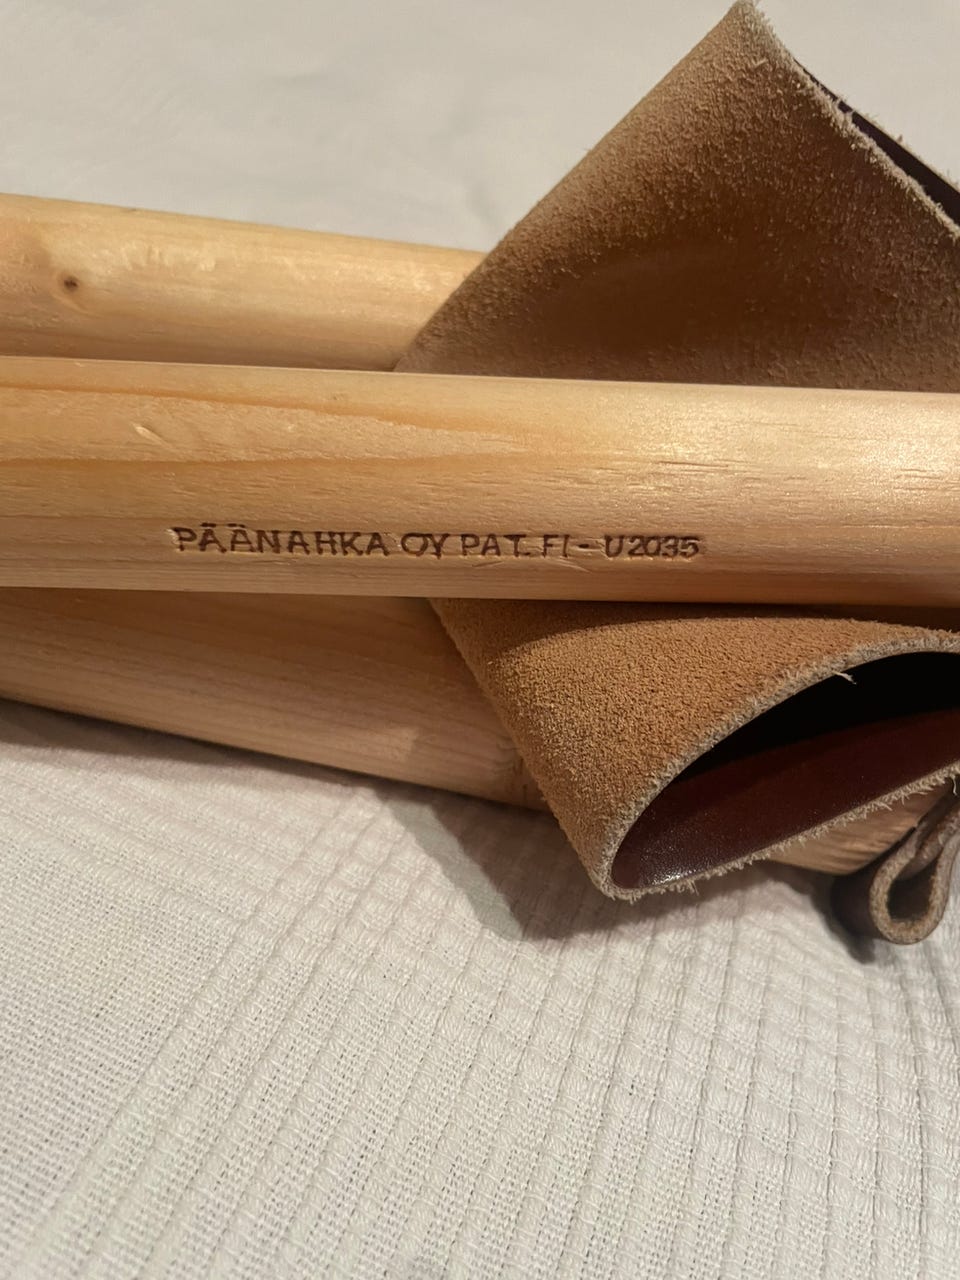 PÄÄNAHKA OY PAT. FI - U2035